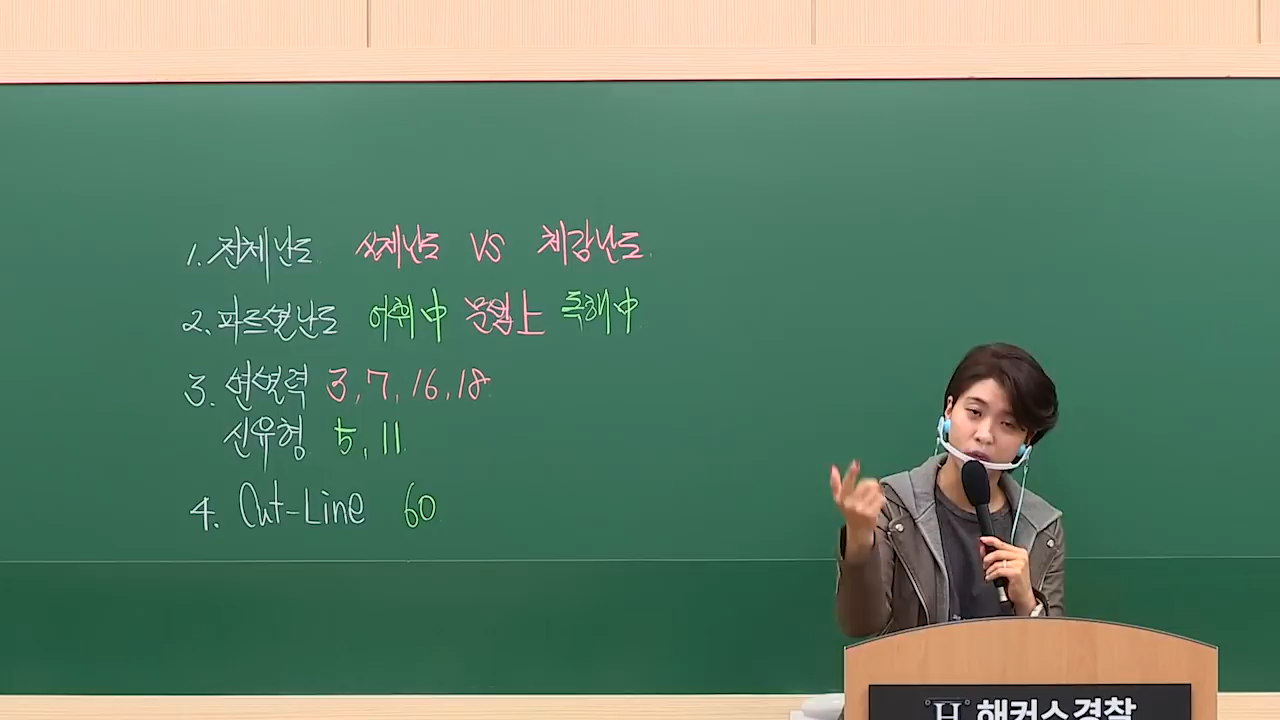 1. 전체난도 실제난도 VS 체감난도
2. 파트별난도 어휘中 문법上 독해中
3. 변별력 3, 7, 16, 18
신유형 5, 11
4. Cut-Line 60
H 해커스경찰